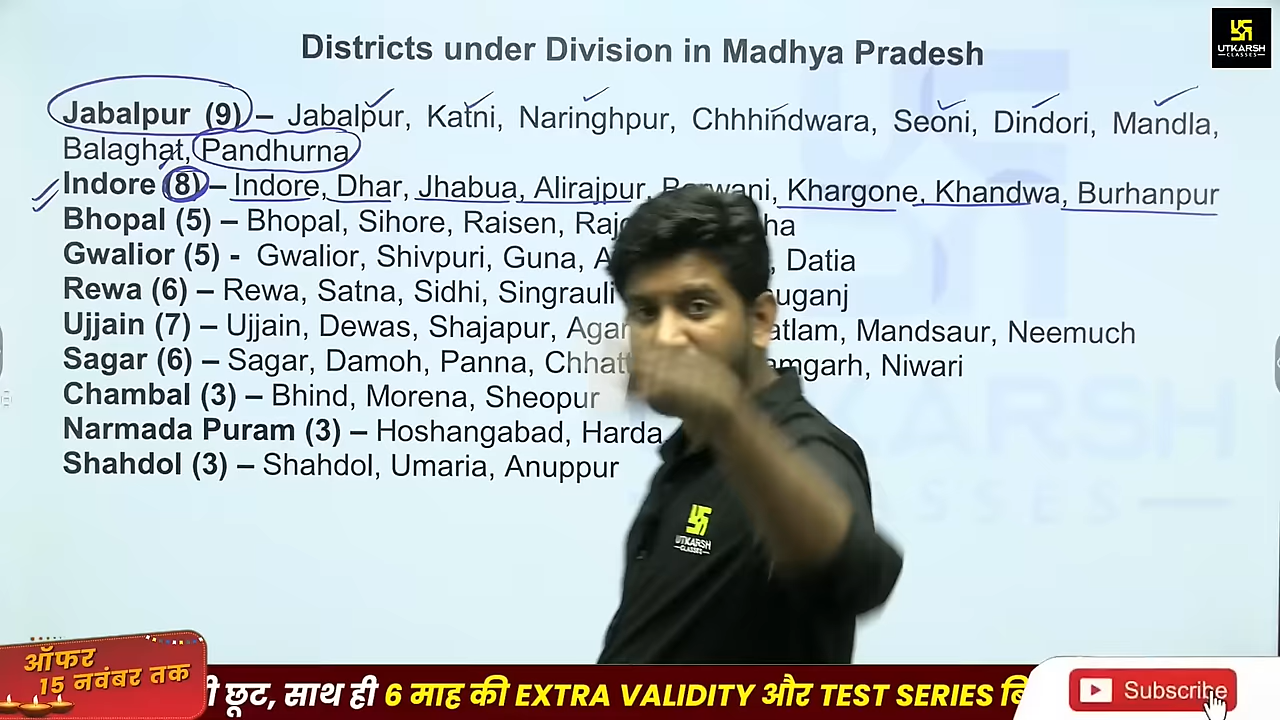 Districts under Division in Madhya Pradesh
UTKARSH
CLASSES
Jabalpur (9) – Jabalpur, Katni, Naringhpur, Chhhindwara, Seoni, Dindori, Mandla,
Balaghat, Pandhurna
Indore (8) – Indore, Dhar, Jhabua, Alirajpur, Barwani, Khargone, Khandwa, Burhanpur
Bhopal (5) – Bhopal, Sihore, Raisen,
Gwalior (5) - Gwalior, Shivpuri, Guna, Datia
Rewa (6) – Rewa, Satna, Sidhi, Singrauli
Ujjain (7) – Ujjain, Dewas, Shajapur, Agar Mandsaur, Neemuch
Sagar (6) – Sagar, Damoh, Panna, Niwari
Chambal (3) – Bhind, Morena, Sheopur
Narmada Puram (3) – Hoshangabad, Harda,
Shahdol (3) – Shahdol, Umaria, Anuppur
UTKARSH
CLASSES
ऑफर
15 नवंबर तक
छूट, साथ ही 6 माह की EXTRA VALIDITY और TEST SERIES
Subscribe